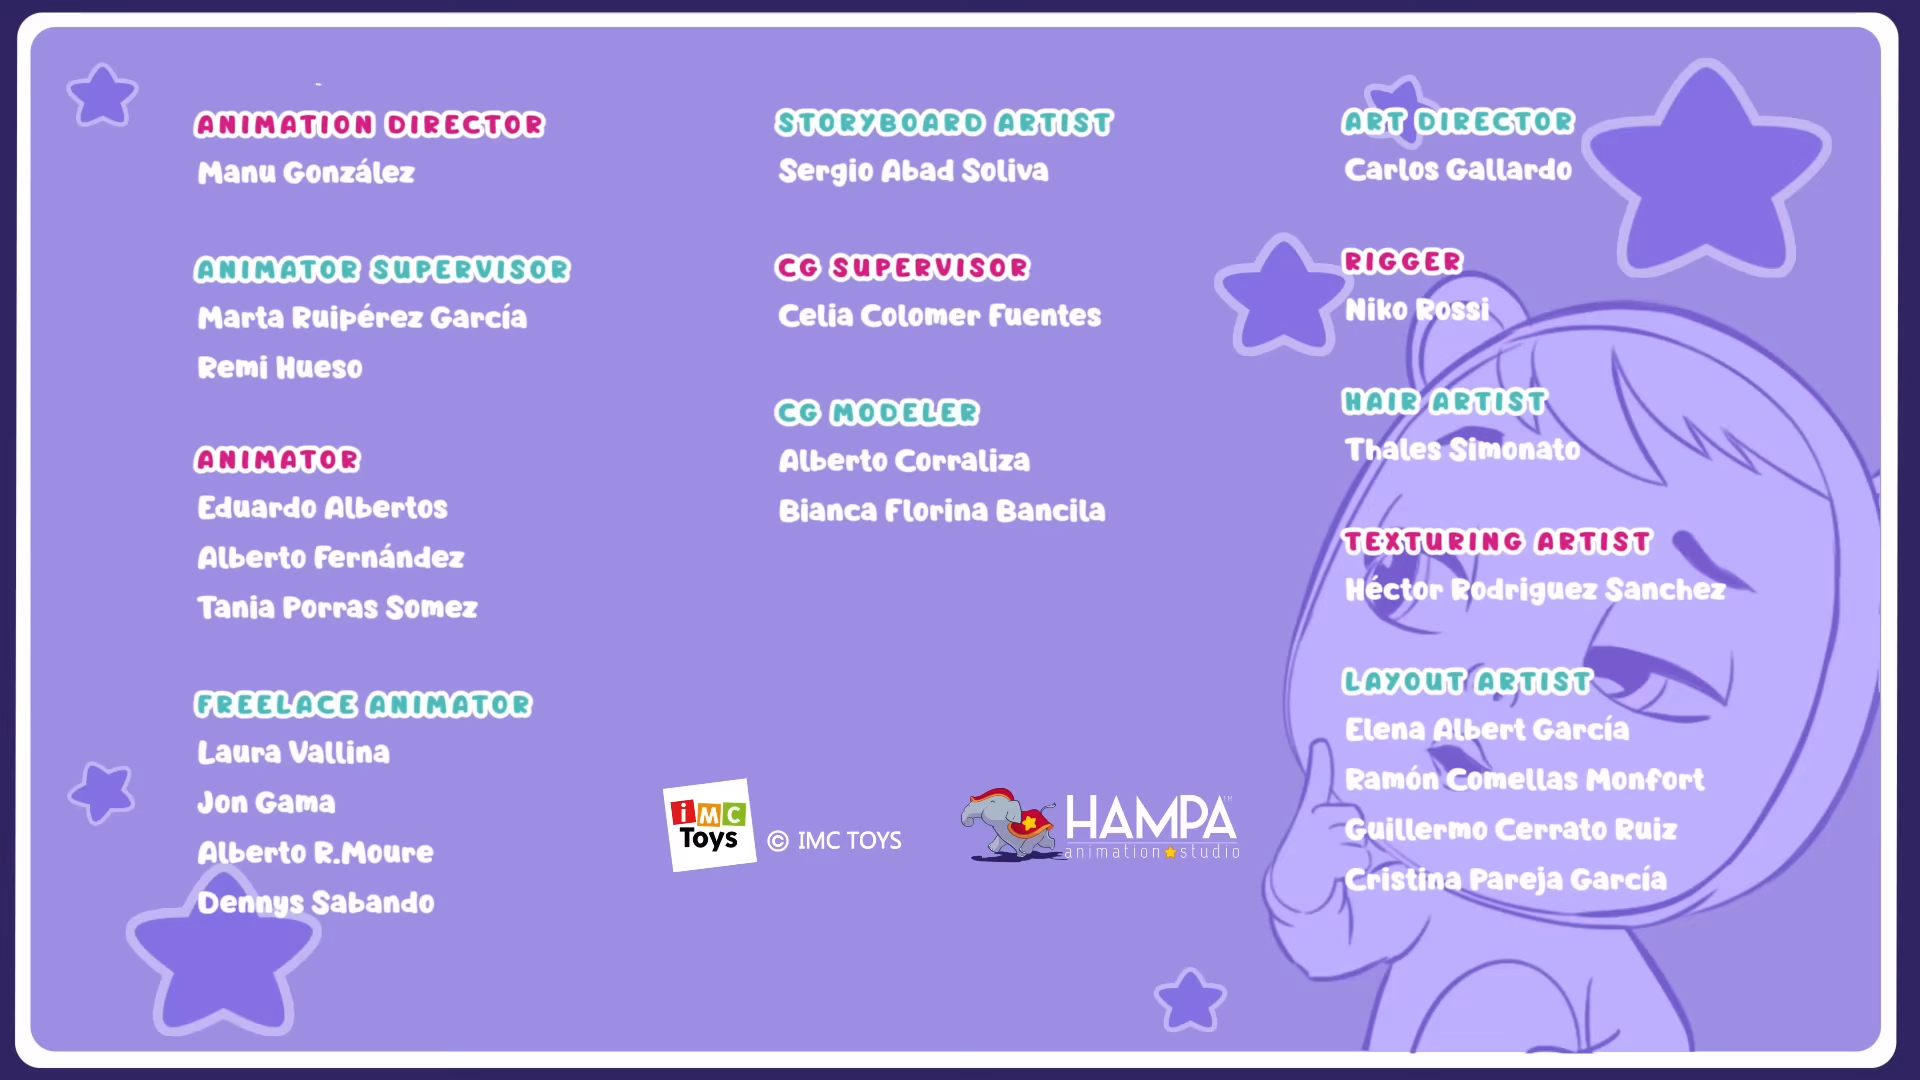 ANIMATION DIRECTOR
Manu González
ANIMATOR SUPERVISOR
Marta Ruipérez García
Remi Hueso
ANIMATOR
Eduardo Albertos
Alberto Fernández
Tania Porras Somez
FREELACE ANIMATOR
Laura Vallina
Jon Gama
Alberto R.Moure
Dennys Sabando
STORYBOARD ARTIST
Sergio Abad Soliva
CG SUPERVISOR
Celia Colomer Fuentes
CG MODELER
Alberto Corraliza
Bianca Florina Bancila
iMC
Toys
© IMC TOYS
HAMPA™
animation studio
ART DIRECTOR
Carlos Gallardo
RIGGER
Niko Rossi
HAIR ARTIST
Thales Simonato
TEXTURING ARTIST
Héctor Rodriguez Sanchez
LAYOUT ARTIST
Elena Albert García
Ramón Comellas Monfort
Guillermo Cerrato Ruiz
Cristina Pareja García